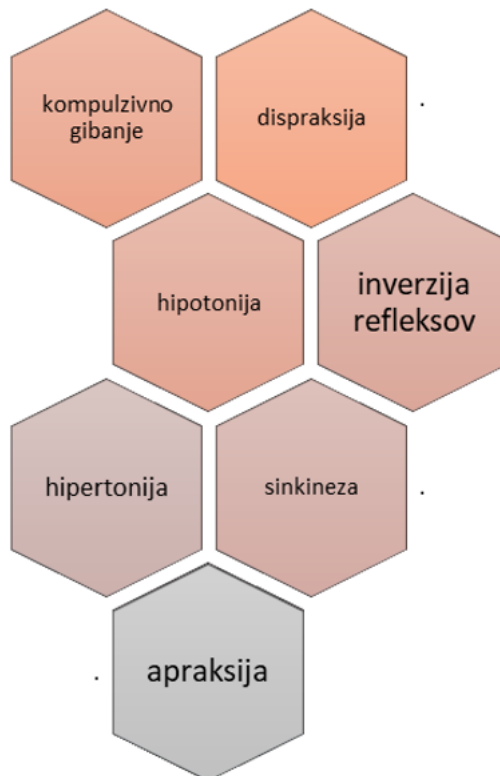 kompulzivno
gibanje
dispraksija
.
hipotonija
inverzija
refleksov
hipertonija
sinkineza
.
.
apraksija